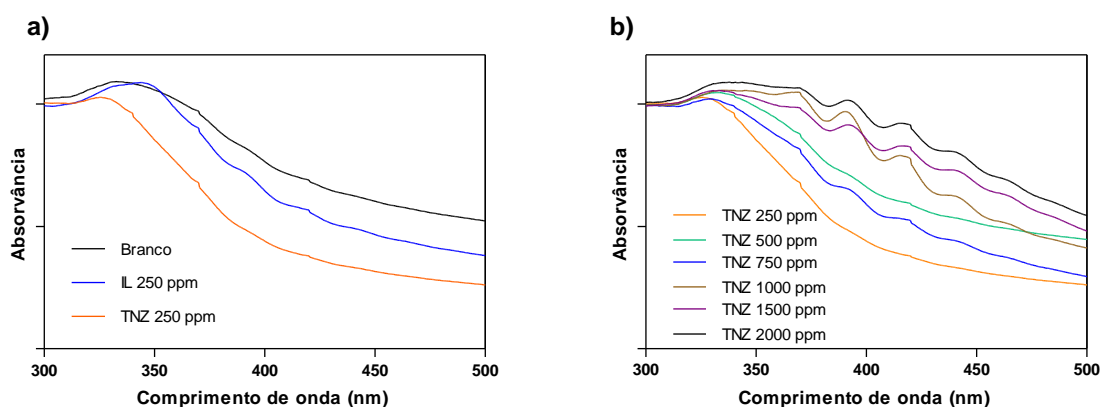 a)
Absorvância
Branco
IL 250 ppm
TNZ 250 ppm
300 350 400 450 500
Comprimento de onda (nm)
b)
Absorvância
TNZ 250 ppm
TNZ 500 ppm
TNZ 750 ppm
TNZ 1000 ppm
TNZ 1500 ppm
TNZ 2000 ppm
300 350 400 450 500
Comprimento de onda (nm)